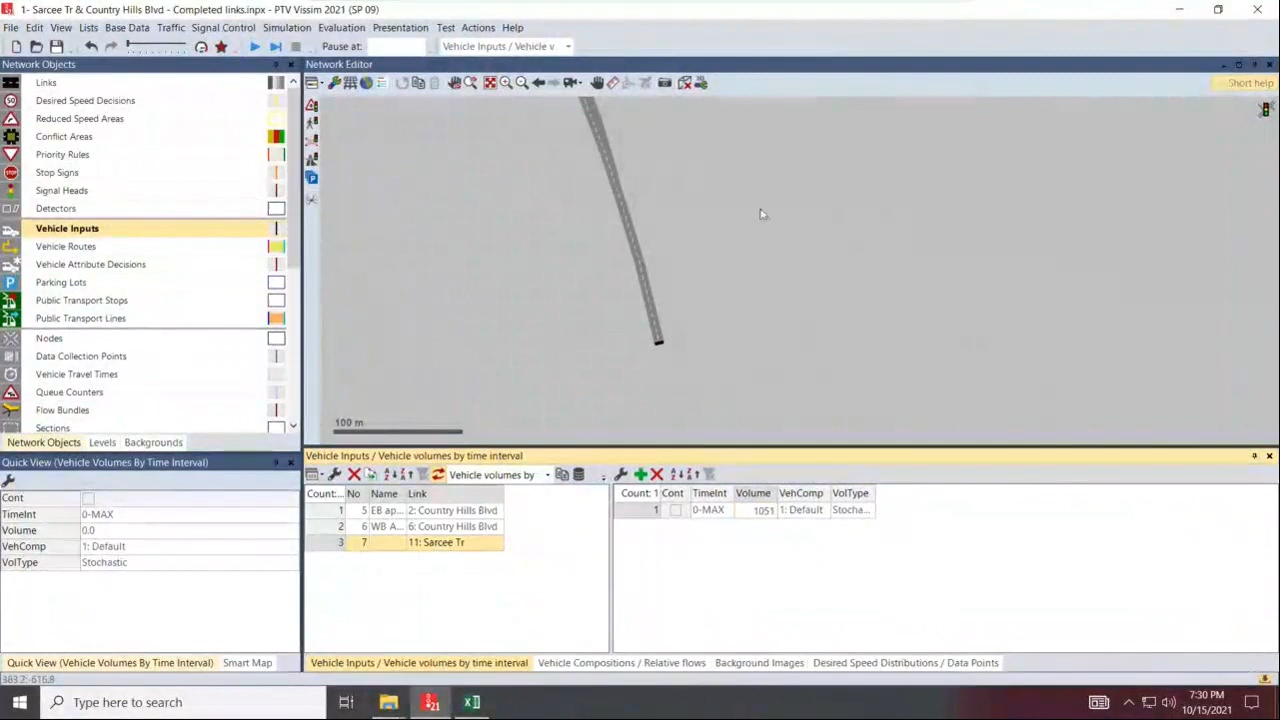 1- Sarcee Tr & Country Hills Blvd - Completed links.inpx - PTV Vissim 2021 (SP 09)
File Edit View Lists Base Data Traffic Signal Control Simulation Evaluation Presentation Test Actions Help
Pause at: Vehicle Inputs / Vehicle v
Network Objects
Links
Desired Speed Decisions
Reduced Speed Areas
Conflict Areas
Priority Rules
Stop Signs
Signal Heads
Detectors
Vehicle Inputs
Vehicle Routes
Vehicle Attribute Decisions
Parking Lots
Public Transport Stops
Public Transport Lines
Nodes
Data Collection Points
Vehicle Travel Times
Queue Counters
Flow Bundles
Sections
Network Objects Levels Backgrounds
Quick View (Vehicle Volumes By Time Interval)
Cont
TimeInt 0-MAX
Volume 0.0
VehComp 1: Default
VolType Stochastic
Quick View (Vehicle Volumes By Time Interval) Smart Map
Network Editor
Short help
100 m
Vehicle Inputs / Vehicle volumes by time interval
Vehicle volumes by
Count:... No Name Link
1 5 EB ap... 2: Country Hills Blvd
2 6 WB A... 6: Country Hills Blvd
3 7 11: Sarcee Tr
Count: 1 Cont TimeInt Volume VehComp VolType
1 0-MAX 1051 1: Default Stocha...
Vehicle Inputs / Vehicle volumes by time interval Vehicle Compositions / Relative flows Background Images Desired Speed Distributions / Data Points
383.2:-616.8
Type here to search
7:30 PM
10/15/2021